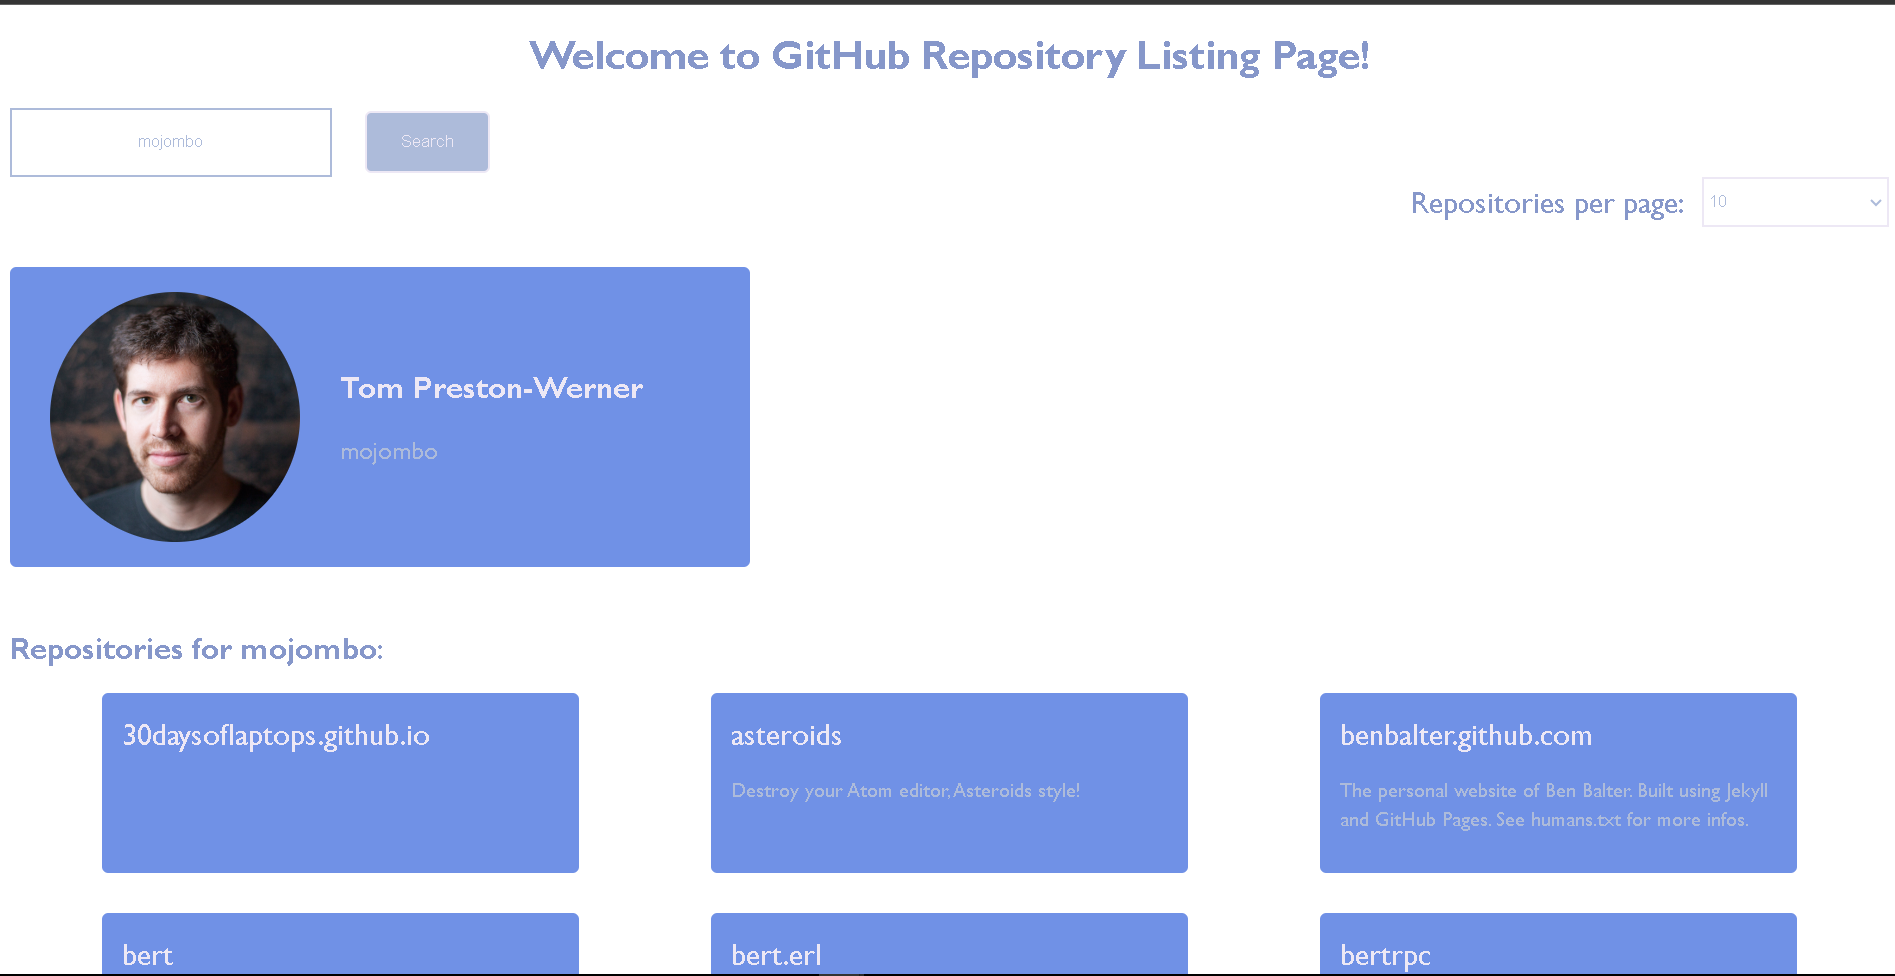 Welcome to GitHub Repository Listing Page!
mojombo
Search
Repositories per page:
10
Tom Preston-Werner
mojombo
Repositories for mojombo:
30daysoflaptops.github.io
asteroids
Destroy your Atom editor, Asteroids style!
benbalter.github.com
The personal website of Ben Balter. Built using Jekyll
and GitHub Pages. See humans.txt for more infos.
bert
bert.erl
bertrpc